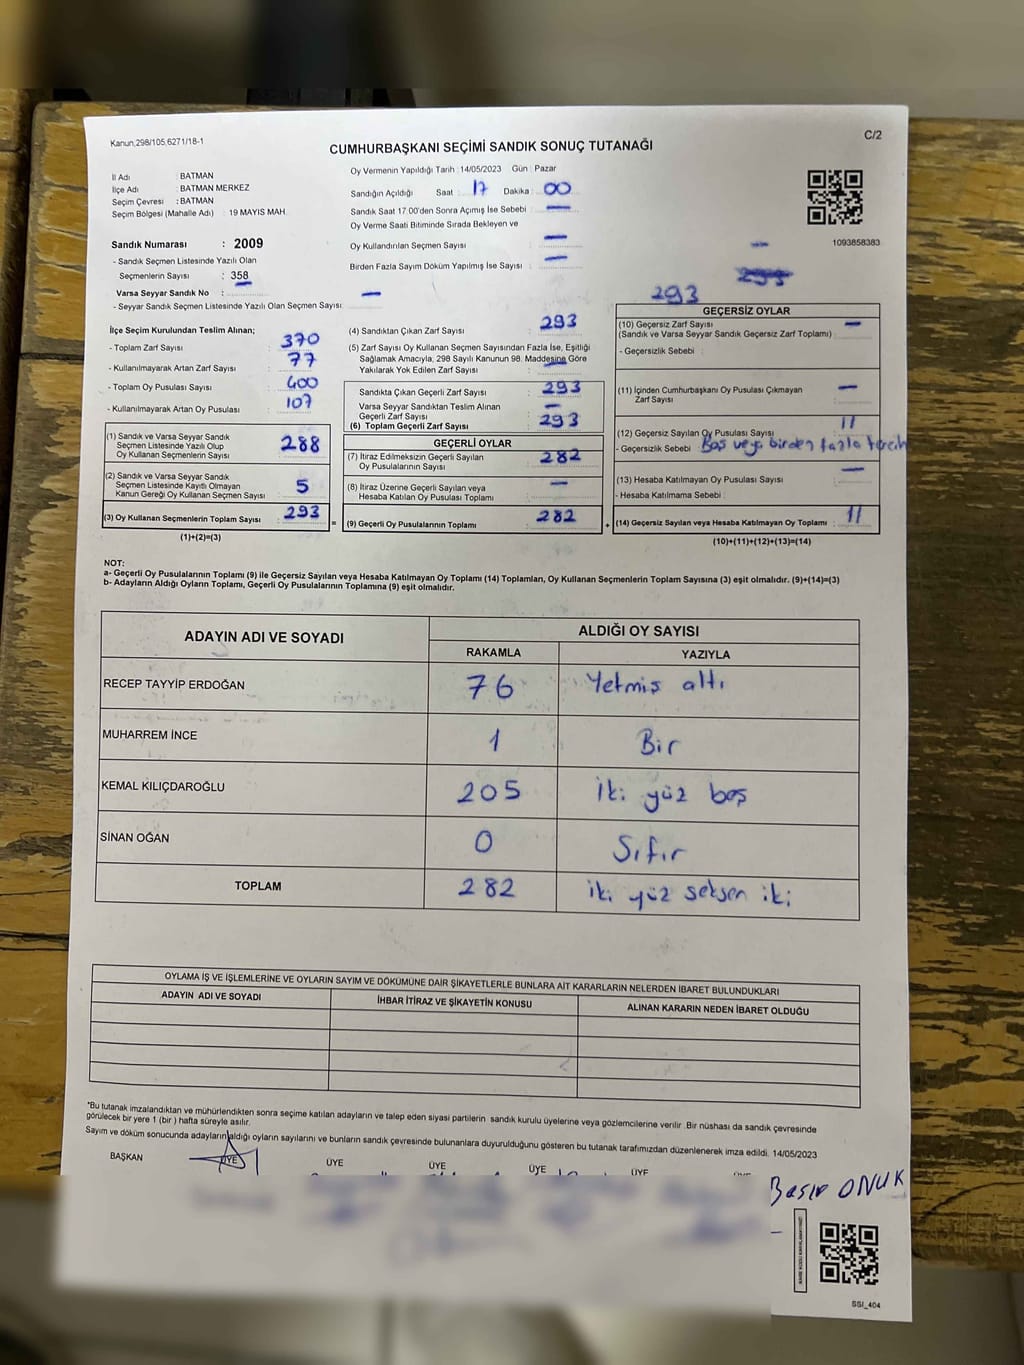 Kanun,298/105,6271/18-1
C/2
CUMHURBAŞKANI SEÇİMİ SANDIK SONUÇ TUTANAĞI
İl Adı : BATMAN
İlçe Adı : BATMAN MERKEZ
Seçim Çevresi : BATMAN
Seçim Bölgesi (Mahalle Adı) : 19 MAYIS MAH.
Sandık Numarası : 2009
- Sandık Seçmen Listesinde Yazılı Olan
Seçmenlerin Sayısı : 358
Varsa Seyyar Sandık No : —
- Seyyar Sandık Seçmen Listesinde Yazılı Olan Seçmen Sayısı:
Oy Vermenin Yapıldığı Tarih : 14/05/2023 Gün : Pazar
Sandığın Açıldığı Saat : 17 Dakika : 00
Sandık Saat 17.00'den Sonra Açımış İse Sebebi : —
Oy Verme Saati Bitiminde Sırada Bekleyen ve
Oy Kullandırılan Seçmen Sayısı : —
Birden Fazla Sayım Döküm Yapılmış İse Sayısı : —
1093858383
293
İlçe Seçim Kurulundan Teslim Alınan;
- Toplam Zarf Sayısı : 370
- Kullanılmayarak Artan Zarf Sayısı : 77
- Toplam Oy Pusulası Sayısı : 400
- Kullanılmayarak Artan Oy Pusulası : 107
(1) Sandık ve Varsa Seyyar Sandık
Seçmen Listesinde Yazılı Olup
Oy Kullanan Seçmenlerin Sayısı : 288
(2) Sandık ve Varsa Seyyar Sandık
Seçmen Listesinde Kayıtlı Olmayan
Kanun Gereği Oy Kullanan Seçmen Sayısı : 5
(3) Oy Kullanan Seçmenlerin Toplam Sayısı : 293
(1)+(2)=(3)
(4) Sandıktan Çıkan Zarf Sayısı : 293
(5) Zarf Sayısı Oy Kullanan Seçmen Sayısından Fazla İse, Eşitliği
Sağlamak Amacıyla, 298 Sayılı Kanunun 98. Maddesine Göre
Yakılarak Yok Edilen Zarf Sayısı : —
Sandıkta Çıkan Geçerli Zarf Sayısı : 293
Varsa Seyyar Sandıktan Teslim Alınan
Geçerli Zarf Sayısı : —
(6) Toplam Geçerli Zarf Sayısı : 293
GEÇERLİ OYLAR
(7) İtiraz Edilmeksizin Geçerli Sayılan
Oy Pusulalarının Sayısı : 282
(8) İtiraz Üzerine Geçerli Sayılan veya
Hesaba Katılan Oy Pusulası Toplamı : —
= (9) Geçerli Oy Pusulalarının Toplamı : 282
GEÇERSİZ OYLAR
(10) Geçersiz Zarf Sayısı : —
(Sandık ve Varsa Seyyar Sandık Geçersiz Zarf Toplamı)
- Geçersizlik Sebebi :
(11) İçinden Cumhurbaşkanı Oy Pusulası Çıkmayan
Zarf Sayısı : —
(12) Geçersiz Sayılan Oy Pusulası Sayısı : 11
- Geçersizlik Sebebi : Boş veya birden fazla tercih
(13) Hesaba Katılmayan Oy Pusulası Sayısı : —
- Hesaba Katılmama Sebebi :
+ (14) Geçersiz Sayılan veya Hesaba Katılmayan Oy Toplamı : 11
(10)+(11)+(12)+(13)=(14)
NOT:
a- Geçerli Oy Pusulalarının Toplamı (9) ile Geçersiz Sayılan veya Hesaba Katılmayan Oy Toplamı (14) Toplamları, Oy Kullanan Seçmenlerin Toplam Sayısına (3) eşit olmalıdır. (9)+(14)=(3)
b- Adayların Aldığı Oyların Toplamı, Geçerli Oy Pusulalarının Toplamına (9) eşit olmalıdır.
ADAYIN ADI VE SOYADI ALDIĞI OY SAYISI
RAKAMLA YAZIYLA
RECEP TAYYİP ERDOĞAN 76 Yetmiş altı
MUHARREM İNCE 1 Bir
KEMAL KILIÇDAROĞLU 205 iki yüz beş
SİNAN OĞAN 0 Sıfır
TOPLAM 282 iki yüz seksen iki
OYLAMA İŞ VE İŞLEMLERİNE VE OYLARIN SAYIM VE DÖKÜMÜNE DAİR ŞİKAYETLERLE BUNLARA AİT KARARLARIN NELERDEN İBARET BULUNDUKLARI
ADAYIN ADI VE SOYADI İHBAR İTİRAZ VE ŞİKAYETİN KONUSU ALINAN KARARIN NEDEN İBARET OLDUĞU
*Bu tutanak imzalandıktan ve mühürlendikten sonra seçime katılan adayların ve talep eden siyasi partilerin sandık kurulu üyelerine veya gözlemcilerine verilir. Bir nüshası da sandık çevresinde
görülecek bir yere 1 (bir) hafta süreyle asılır.
Sayım ve döküm sonucunda adayların aldığı oyların sayılarını ve bunların sandık çevresinde bulunanlara duyurulduğunu gösteren bu tutanak tarafımızdan düzenlenerek imza edildi. 14/05/2023
BAŞKAN ÜYE ÜYE ÜYE ÜYE ÜYE
ONUK
SSI_404